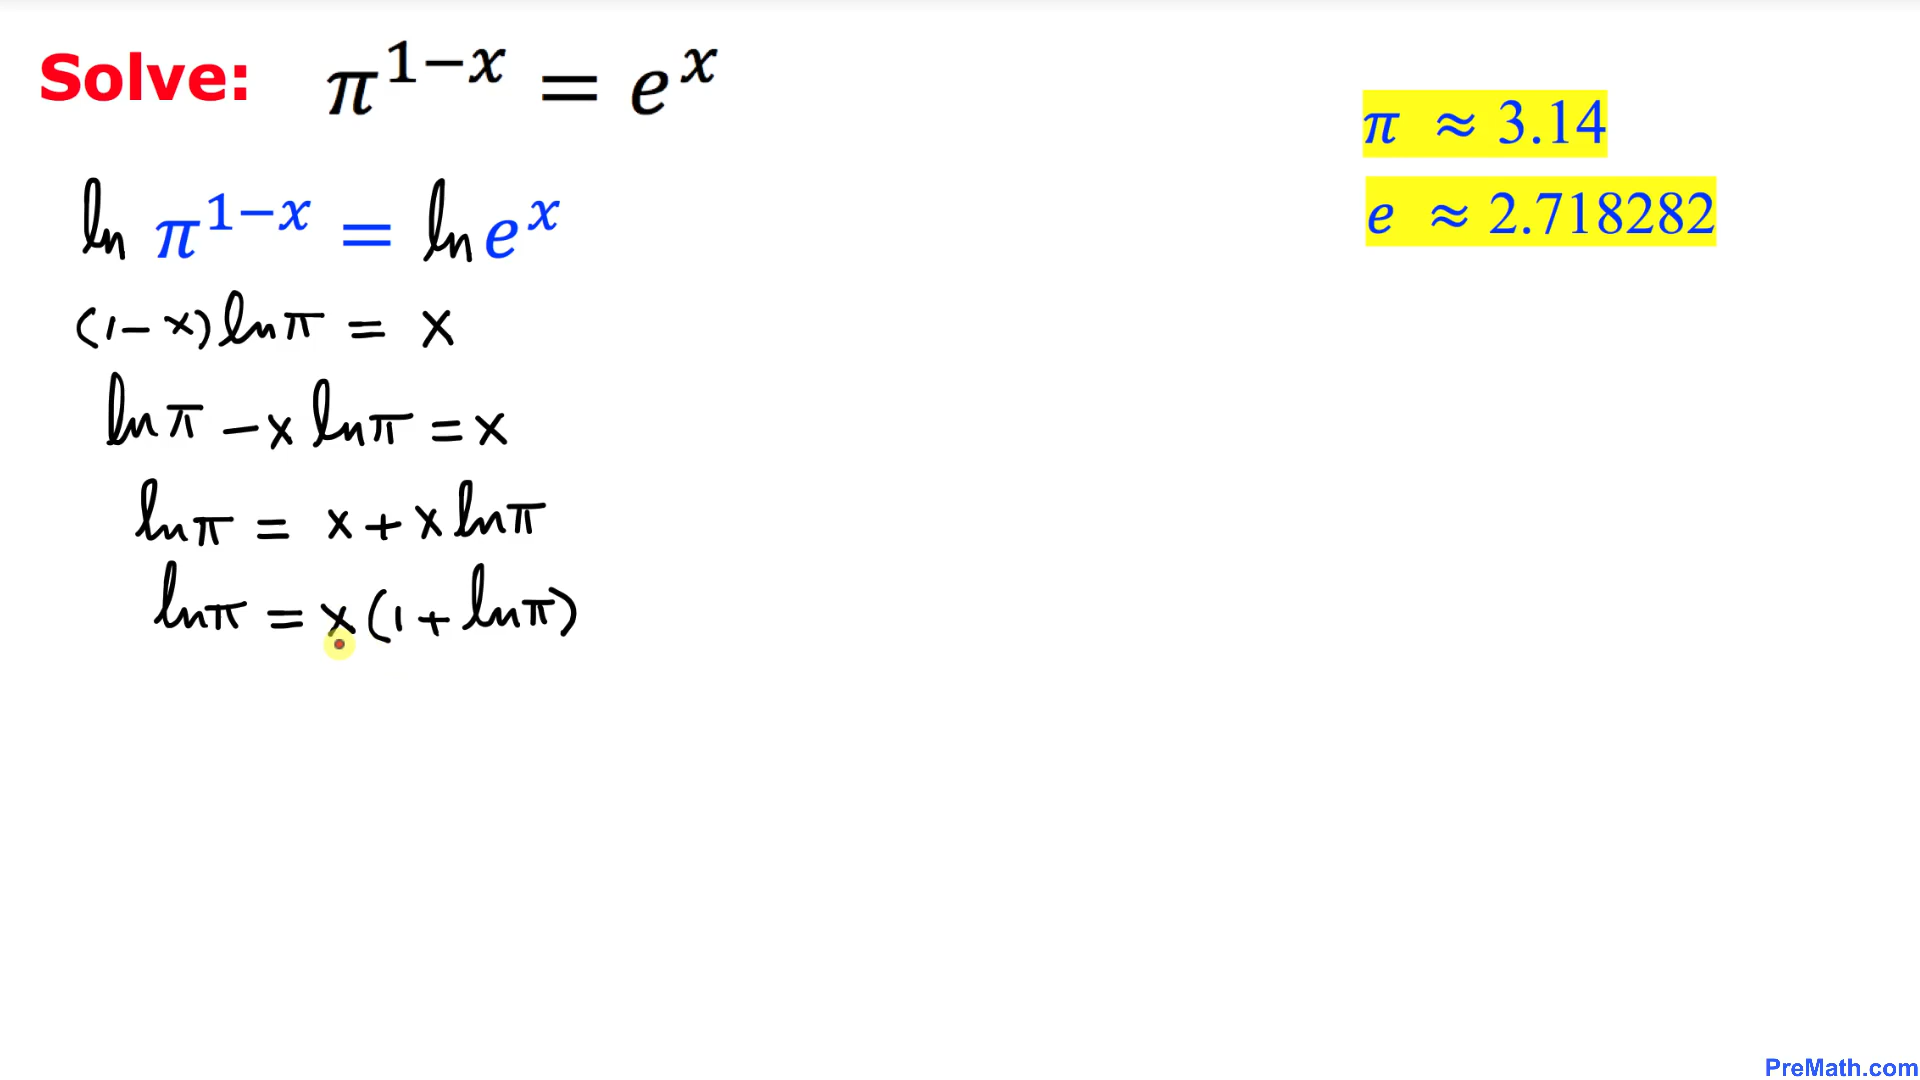 Solve: π^{1−x} = e^x
π ≈ 3.14
e ≈ 2.718282
ln π^{1−x} = ln e^x
(1 − x) ln π = x
ln π − x ln π = x
ln π = x + x ln π
ln π = x (1 + ln π)
PreMath.com